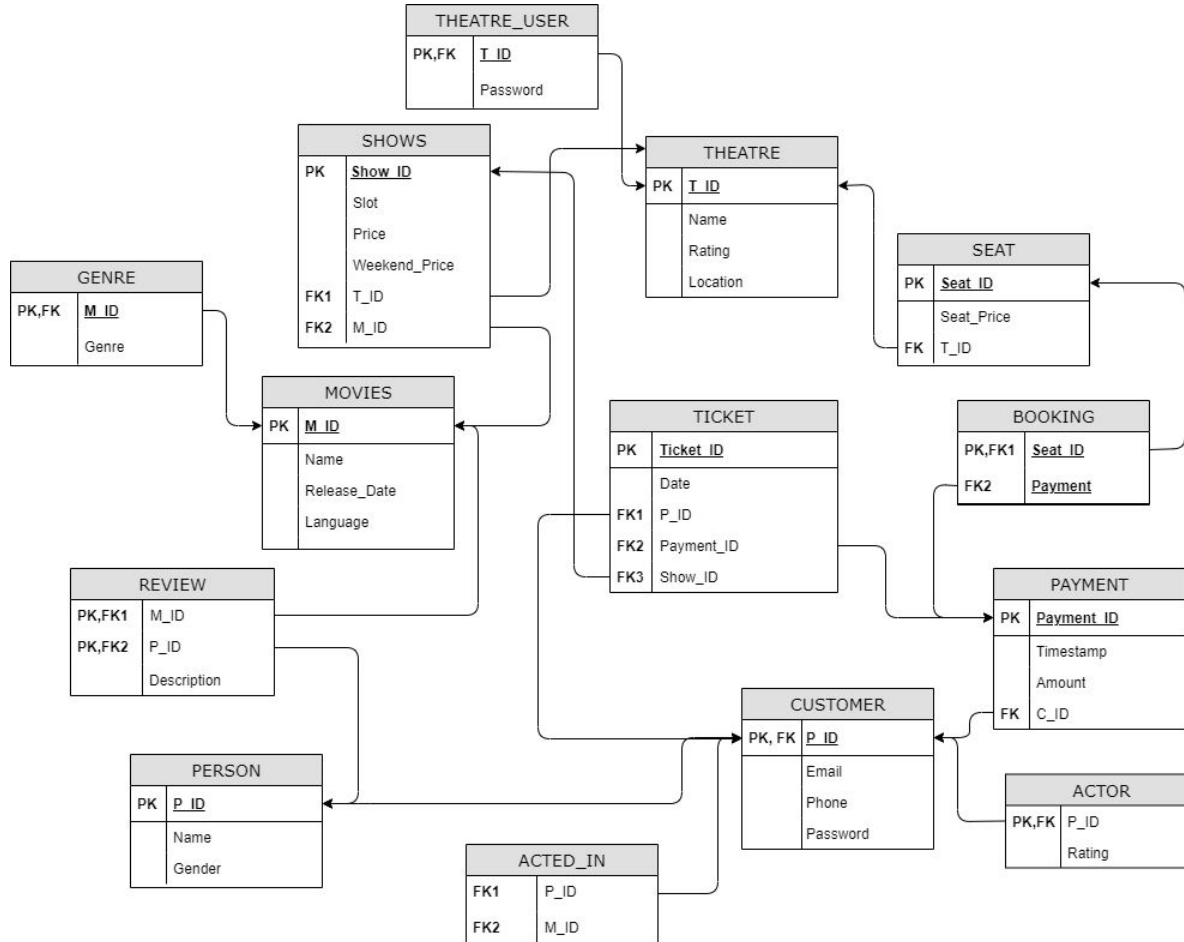 THEATRE_USER
PK,FK T_ID
Password
SHOWS
PK Show_ID
Slot
Price
Weekend_Price
FK1 T_ID
FK2 M_ID
THEATRE
PK T_ID
Name
Rating
Location
SEAT
PK Seat_ID
Seat_Price
FK T_ID
GENRE
PK,FK M_ID
Genre
MOVIES
PK M_ID
Name
Release_Date
Language
TICKET
PK Ticket_ID
Date
FK1 P_ID
FK2 Payment_ID
FK3 Show_ID
BOOKING
PK,FK1 Seat_ID
FK2 Payment
REVIEW
PK,FK1 M_ID
PK,FK2 P_ID
Description
PAYMENT
PK Payment_ID
Timestamp
Amount
FK C_ID
CUSTOMER
PK, FK P_ID
Email
Phone
Password
PERSON
PK P_ID
Name
Gender
ACTOR
PK,FK P_ID
Rating
ACTED_IN
FK1 P_ID
FK2 M_ID